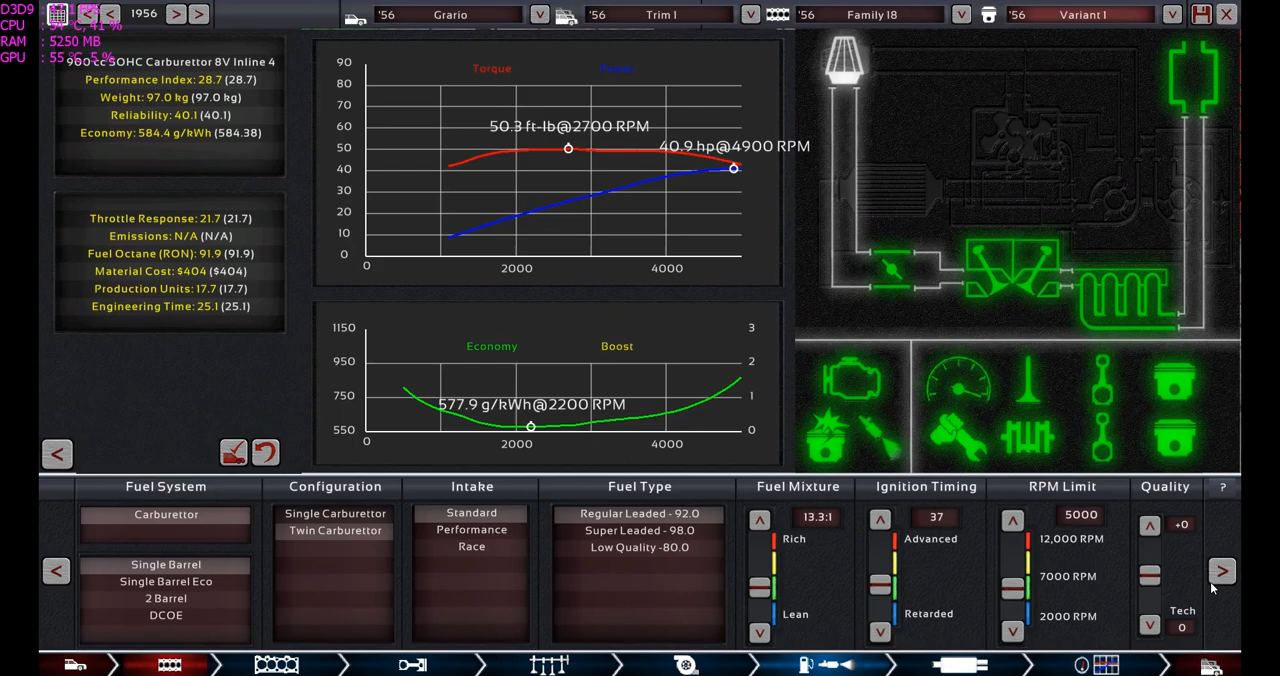 D3D9
CPU : 54 °C, 41 %
RAM : 5250 MB
GPU : 55 °C, 5 %
< < 1956 > >
'56 Grario v
'56 Trim 1 v
'56 Family 18 v
'56 Variant 1 v
X
960 cc SOHC Carburettor 8V Inline 4
Performance Index: 28.7 (28.7)
Weight: 97.0 kg (97.0 kg)
Reliability: 40.1 (40.1)
Economy: 584.4 g/kWh (584.38)
Throttle Response: 21.7 (21.7)
Emissions: N/A (N/A)
Fuel Octane (RON): 91.9 (91.9)
Material Cost: $404 ($404)
Production Units: 17.7 (17.7)
Engineering Time: 25.1 (25.1)
Torque Power
90
80
70
60
50
40
30
20
10
0
50.3 ft-lb@2700 RPM
40.9 hp@4900 RPM
0 2000 4000
Economy Boost
1150
950
750
550
3
2
1
0
577.9 g/kWh@2200 RPM
0 2000 4000
<
Fuel System
Carburettor
Single Barrel
Single Barrel Eco
2 Barrel
DCOE
Configuration
Single Carburettor
Twin Carburettor
Intake
Standard
Performance
Race
Fuel Type
Regular Leaded - 92.0
Super Leaded - 98.0
Low Quality -80.0
Fuel Mixture
13.3:1
Rich
Lean
Ignition Timing
37
Advanced
Retarded
RPM Limit
5000
12,000 RPM
7000 RPM
2000 RPM
Quality
+0
Tech
0
?
< >